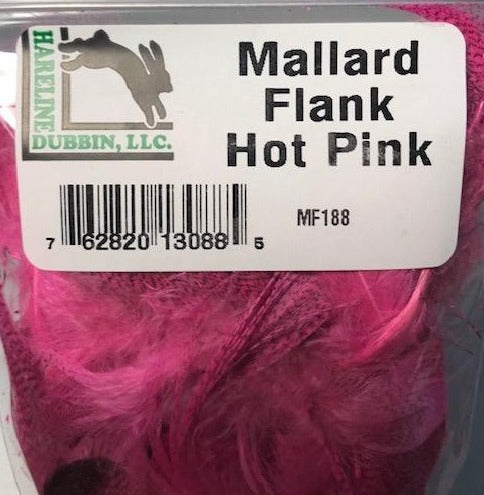 HARELINE
DUBBIN, LLC.
Mallard
Flank
Hot Pink
MF188
7 62820 13088 5